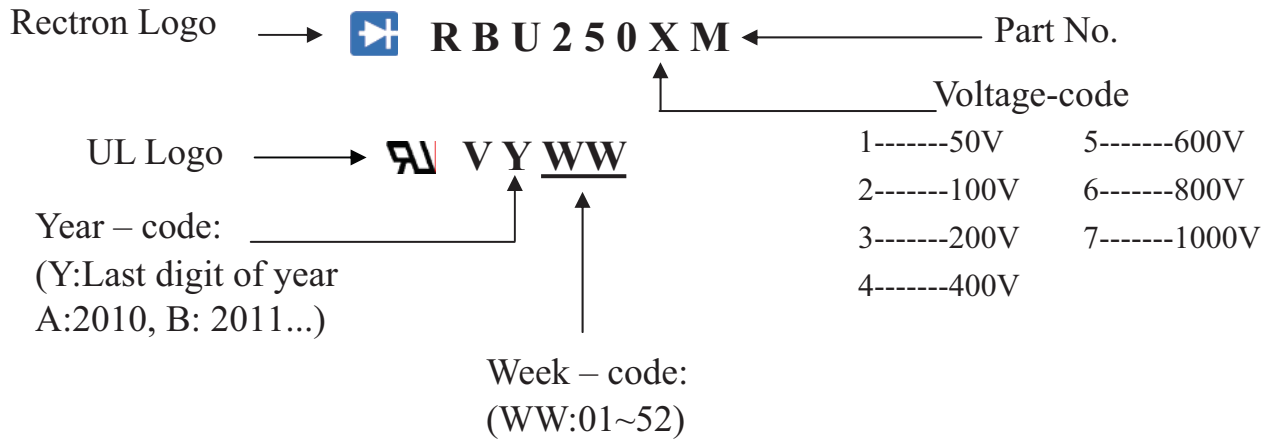 Rectron Logo R B U 2 5 0 X M Part No.
Voltage-code
1-------50V 5-------600V
2-------100V 6-------800V
3-------200V 7-------1000V
4-------400V
UL Logo RU V Y WW
Year – code:
(Y:Last digit of year
A:2010, B: 2011...)
Week – code:
(WW:01~52)